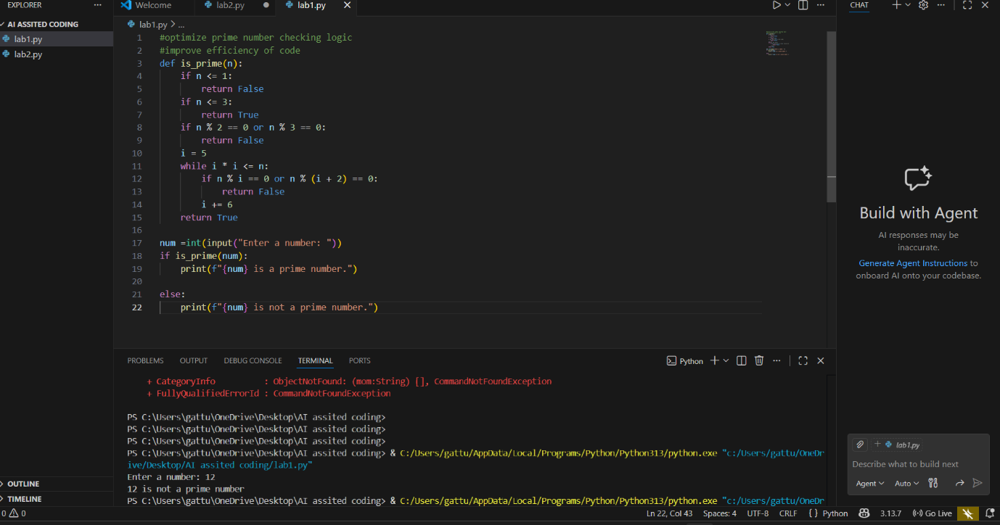 EXPLORER
AI ASSITED CODING
lab1.py
lab2.py
OUTLINE
TIMELINE
Welcome
lab2.py
lab1.py
lab1.py > ...
1 #optimize prime number checking logic
2 #improve efficiency of code
3 def is_prime(n):
4     if n <= 1:
5         return False
6     if n <= 3:
7         return True
8     if n % 2 == 0 or n % 3 == 0:
9         return False
10     i = 5
11     while i * i <= n:
12         if n % i == 0 or n % (i + 2) == 0:
13             return False
14         i += 6
15     return True
16
17 num =int(input("Enter a number: "))
18 if is_prime(num):
19     print(f"{num} is a prime number.")
20
21 else:
22     print(f"{num} is not a prime number.")
PROBLEMS OUTPUT DEBUG CONSOLE TERMINAL PORTS
Python
+ CategoryInfo          : ObjectNotFound: (mom:String) [], CommandNotFoundException
+ FullyQualifiedErrorId : CommandNotFoundException
PS C:\Users\gattu\OneDrive\Desktop\AI assited coding>
PS C:\Users\gattu\OneDrive\Desktop\AI assited coding>
PS C:\Users\gattu\OneDrive\Desktop\AI assited coding>
PS C:\Users\gattu\OneDrive\Desktop\AI assited coding> & C:/Users/gattu/AppData/Local/Programs/Python/Python313/python.exe "c:/Users/gattu/OneDr
ive/Desktop/AI assited coding/lab1.py"
Enter a number: 12
12 is not a prime number
PS C:\Users\gattu\OneDrive\Desktop\AI assited coding> & C:/Users/gattu/AppData/Local/Programs/Python/Python313/python.exe "c:/Users/gattu/OneDr
CHAT
Build with Agent
AI responses may be
inaccurate.
Generate Agent Instructions to
onboard AI onto your codebase.
lab1.py
Describe what to build next
Agent Auto
0 0
Ln 22, Col 43 Spaces: 4 UTF-8 CRLF {} Python 3.13.7 Go Live